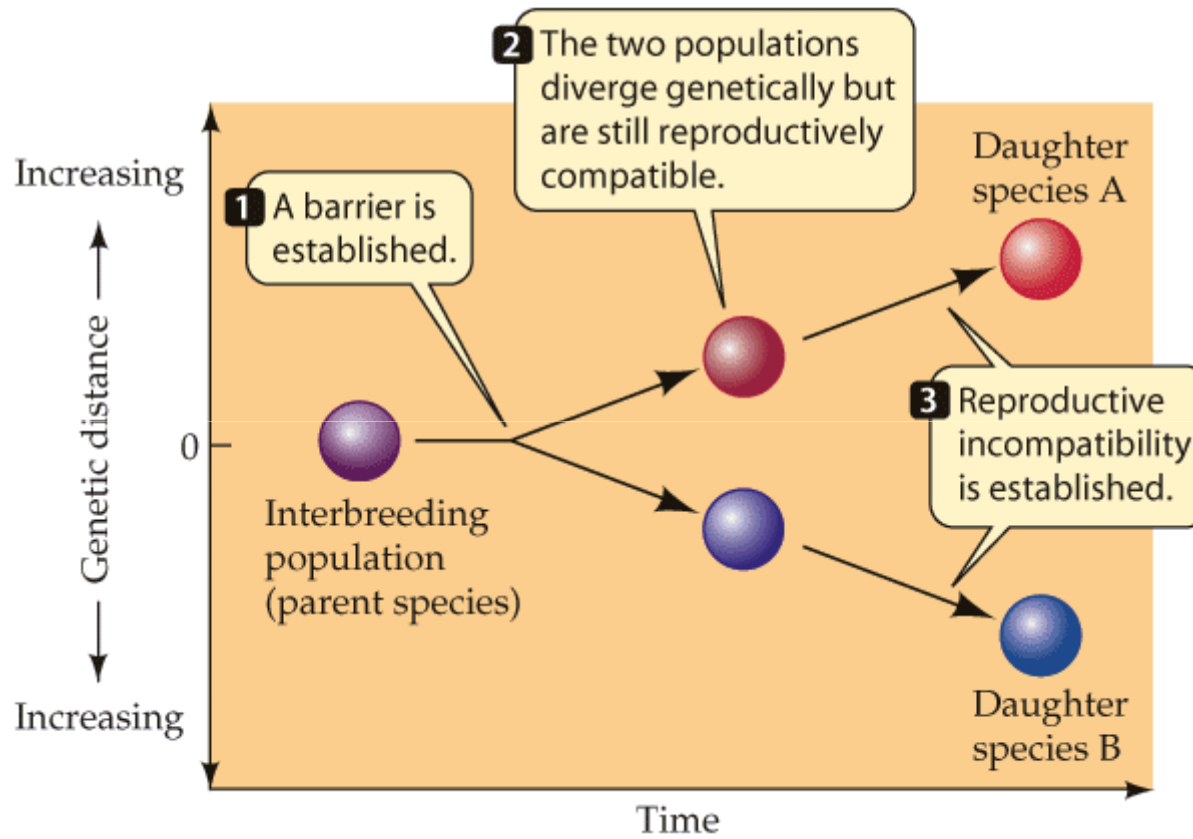 2 The two populations
diverge genetically but
are still reproductively
compatible.
Increasing
1 A barrier is
established.
Daughter
species A
Genetic distance
0
3 Reproductive
incompatibility
is established.
Interbreeding
population
(parent species)
Increasing
Daughter
species B
Time